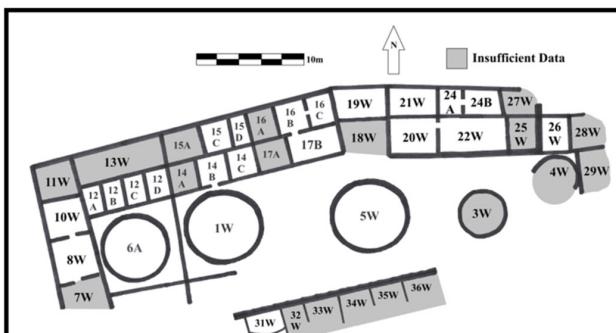 N
10m
Insufficient Data
19W
21W
24
A
24B
27W
16
C
16
B
16
A
15
D
15
C
15A
13W
11W
18W
20W
22W
25
W
26
W
28W
17B
17A
14
C
14
B
14
A
12
D
12
C
12
B
12
A
4W
29W
10W
6A
1W
5W
3W
8W
7W
31W
32
W
33W
34W
35W
36W